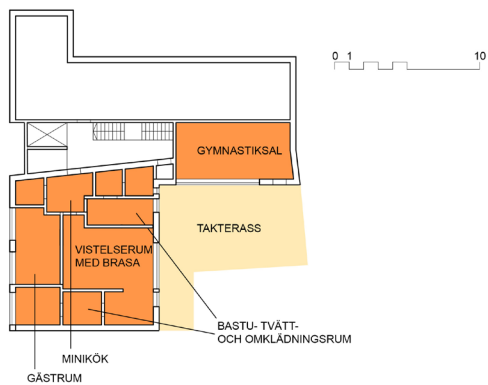 0 1 10
GYMNASTIKSAL
TAKTERASS
VISTELSERUM
MED BRASA
BASTU- TVÄTT-
OCH OMKLÄDNINGSRUM
MINIKÖK
GÄSTRUM